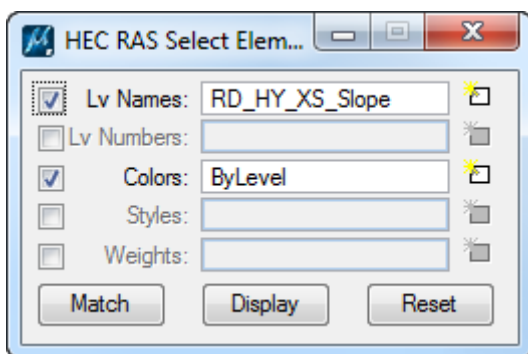 HEC RAS Select Elem...
Lv Names: RD_HY_XS_Slope
Lv Numbers:
Colors: ByLevel
Styles:
Weights:
Match Display Reset